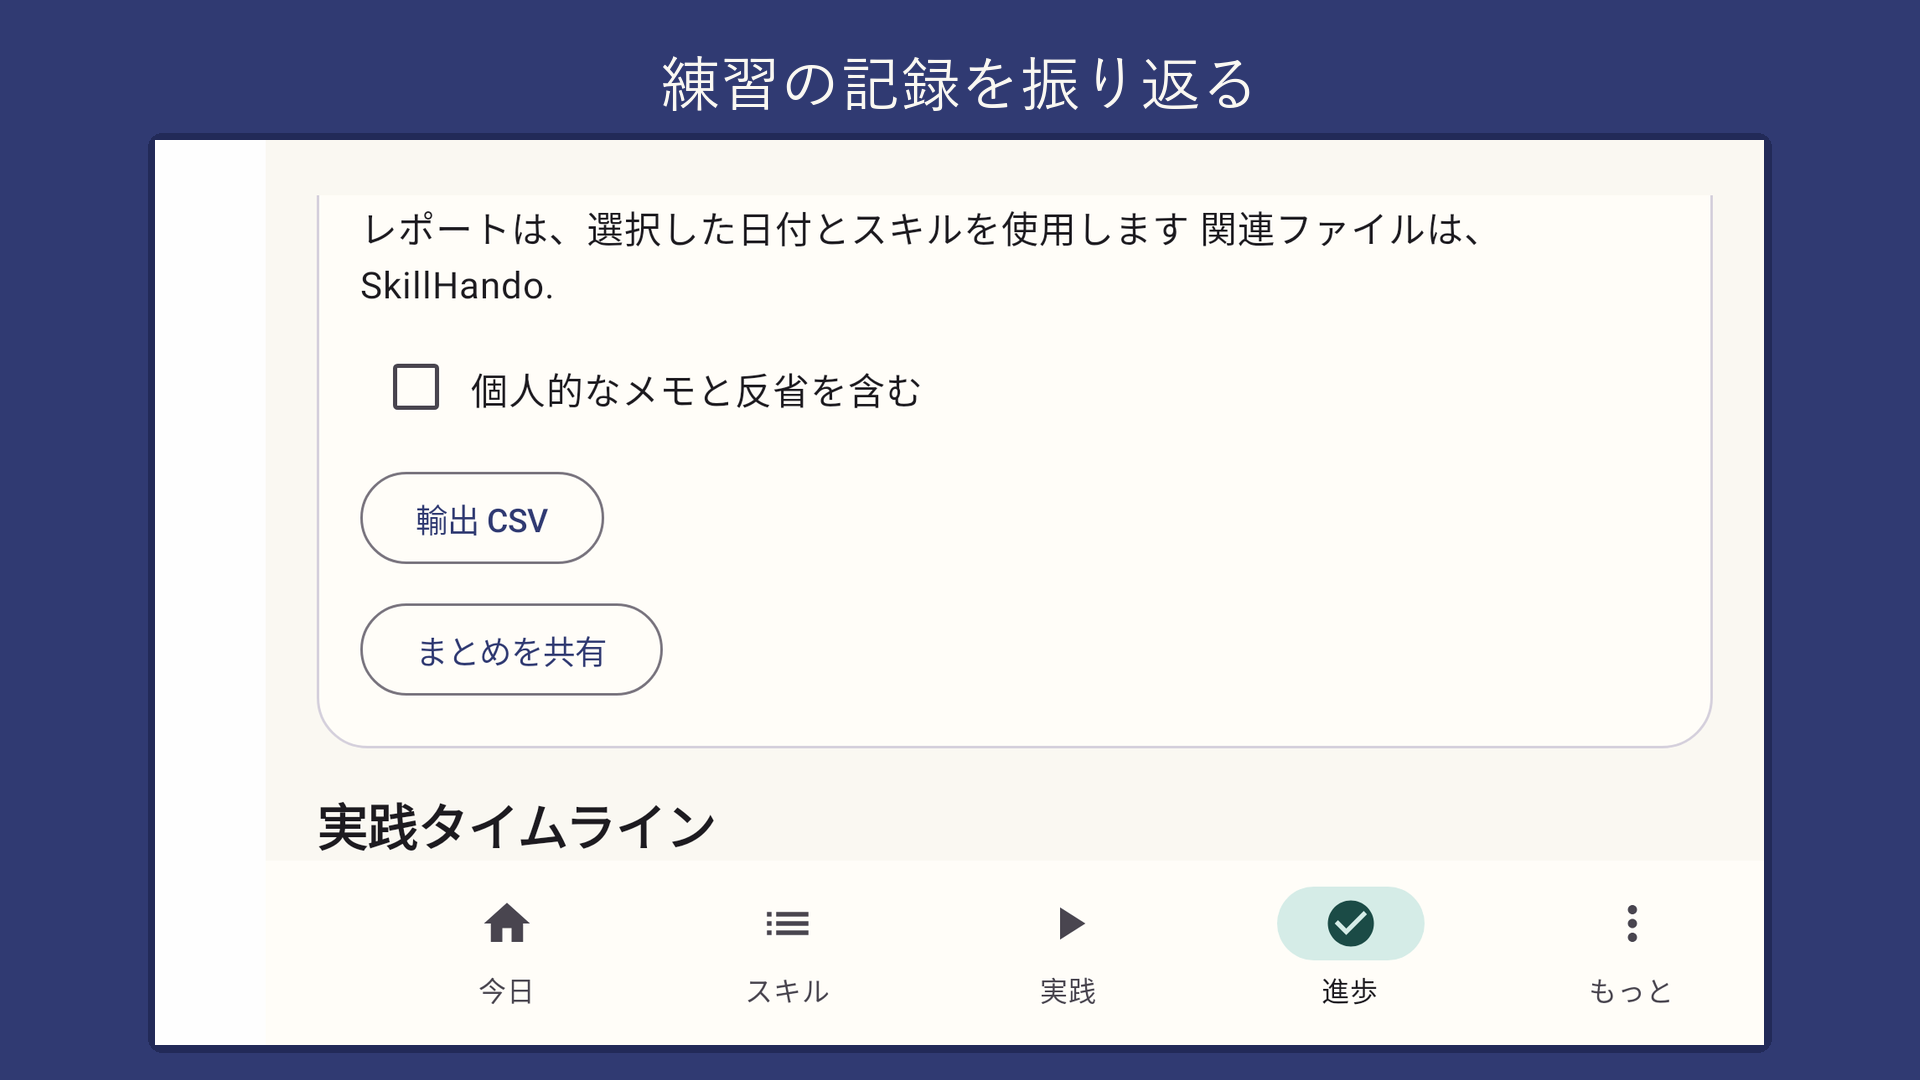 練習の記録を振り返る
レポートは、選択した日付とスキルを使用します 関連ファイルは、
SkillHando.
個人的なメモと反省を含む
輸出 CSV
まとめを共有
実践タイムライン
今日
スキル
実践
進歩
もっと